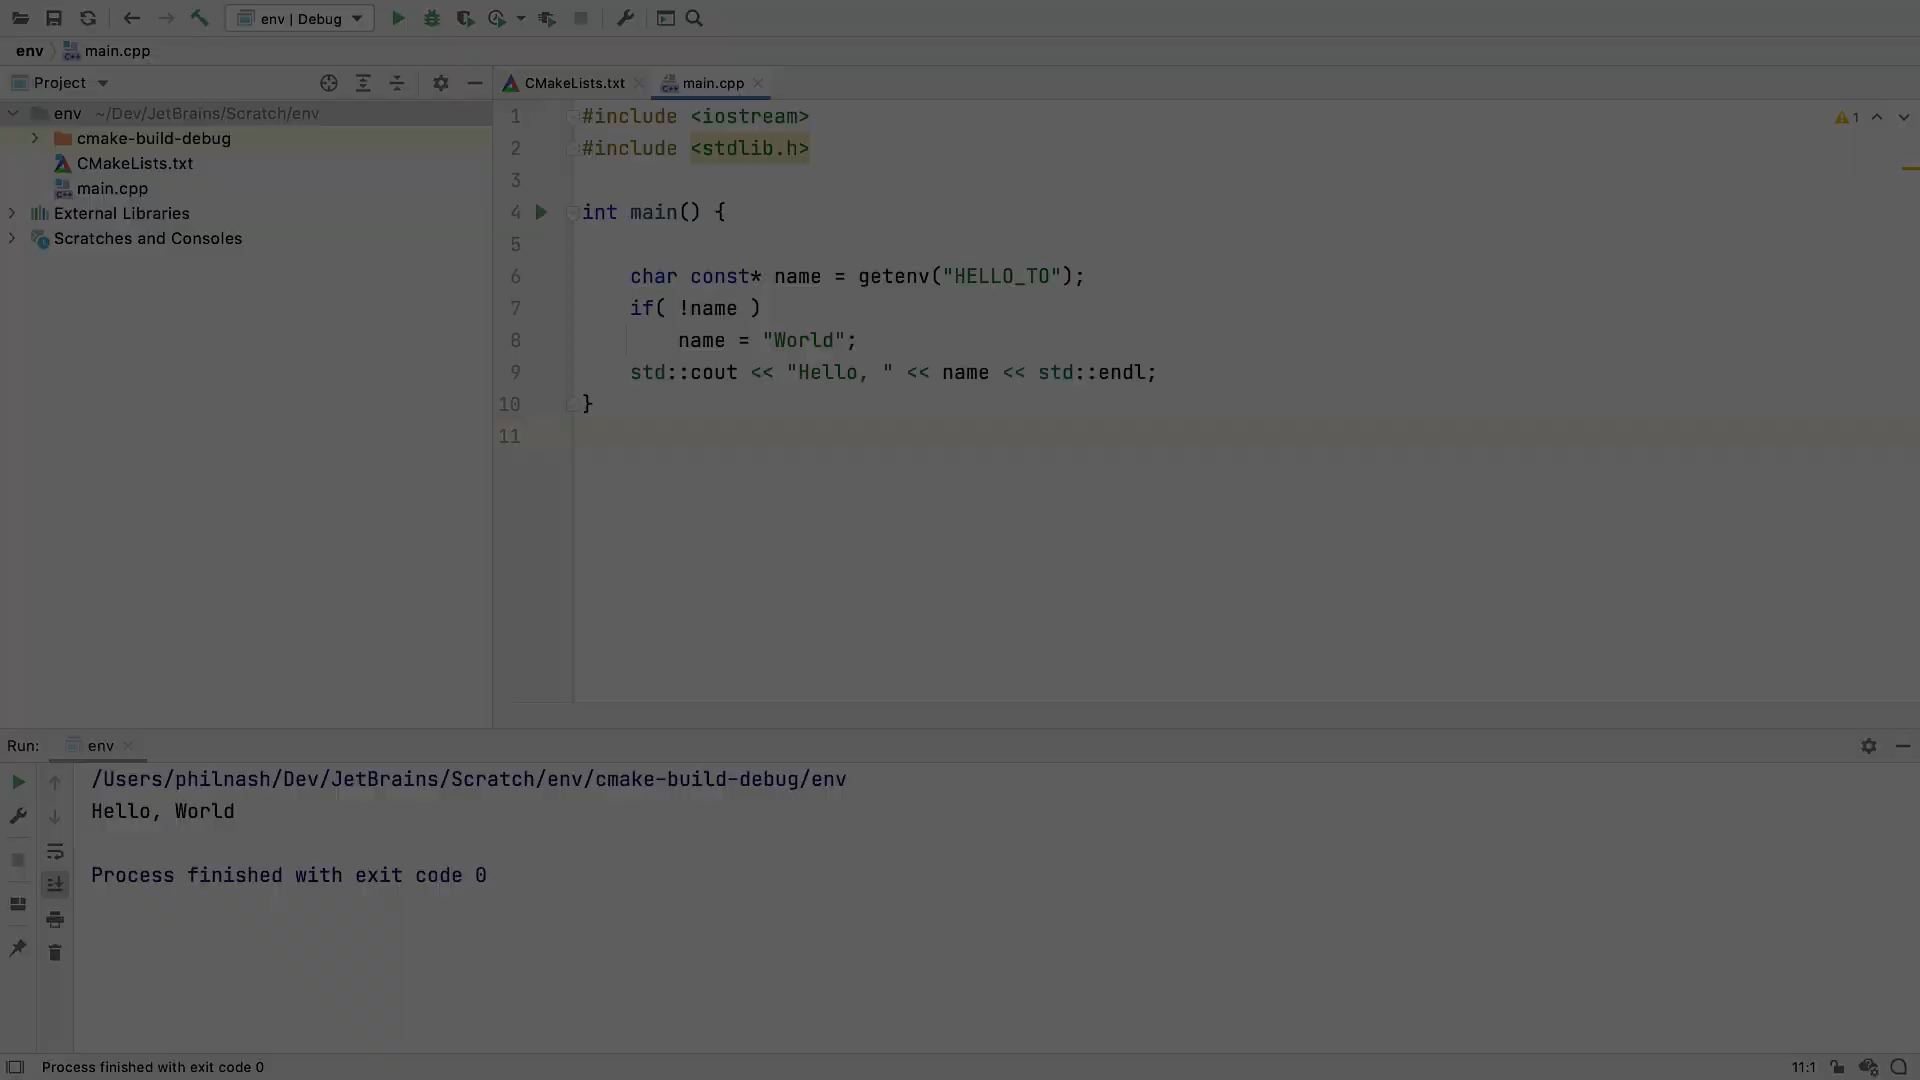 env | Debug
env
main.cpp
Project
env ~/Dev/JetBrains/Scratch/env
cmake-build-debug
CMakeLists.txt
main.cpp
External Libraries
Scratches and Consoles
CMakeLists.txt
main.cpp
1 #include <iostream>
2 #include <stdlib.h>
3
4 int main() {
5
6 char const* name = getenv("HELLO_TO");
7 if( !name )
8 name = "World";
9 std::cout << "Hello, " << name << std::endl;
10 }
11
1
Run: env
/Users/philnash/Dev/JetBrains/Scratch/env/cmake-build-debug/env
Hello, World
Process finished with exit code 0
Process finished with exit code 0
11:1